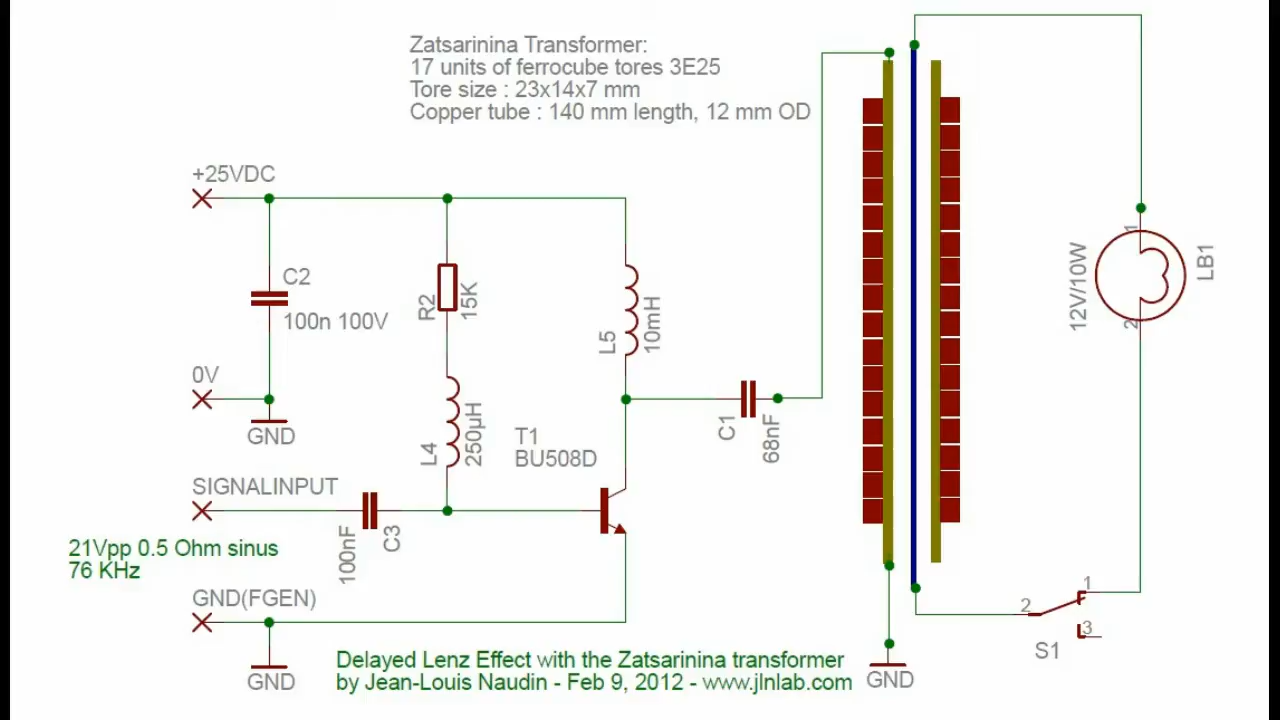 Zatsarinina Transformer:
17 units of ferrocube tores 3E25
Tore size : 23x14x7 mm
Copper tube : 140 mm length, 12 mm OD
+25VDC
C2
100n 100V
0V
GND
R2
15K
L4
250µH
L5
10mH
T1
BU508D
C1
68nF
SIGNALINPUT
100nF
C3
21Vpp 0.5 Ohm sinus
76 KHz
GND(FGEN)
GND
Delayed Lenz Effect with the Zatsarinina transformer
by Jean-Louis Naudin - Feb 9, 2012 - www.jlnlab.com
GND
1
12V/10W
LB1
2
2
1
3
S1